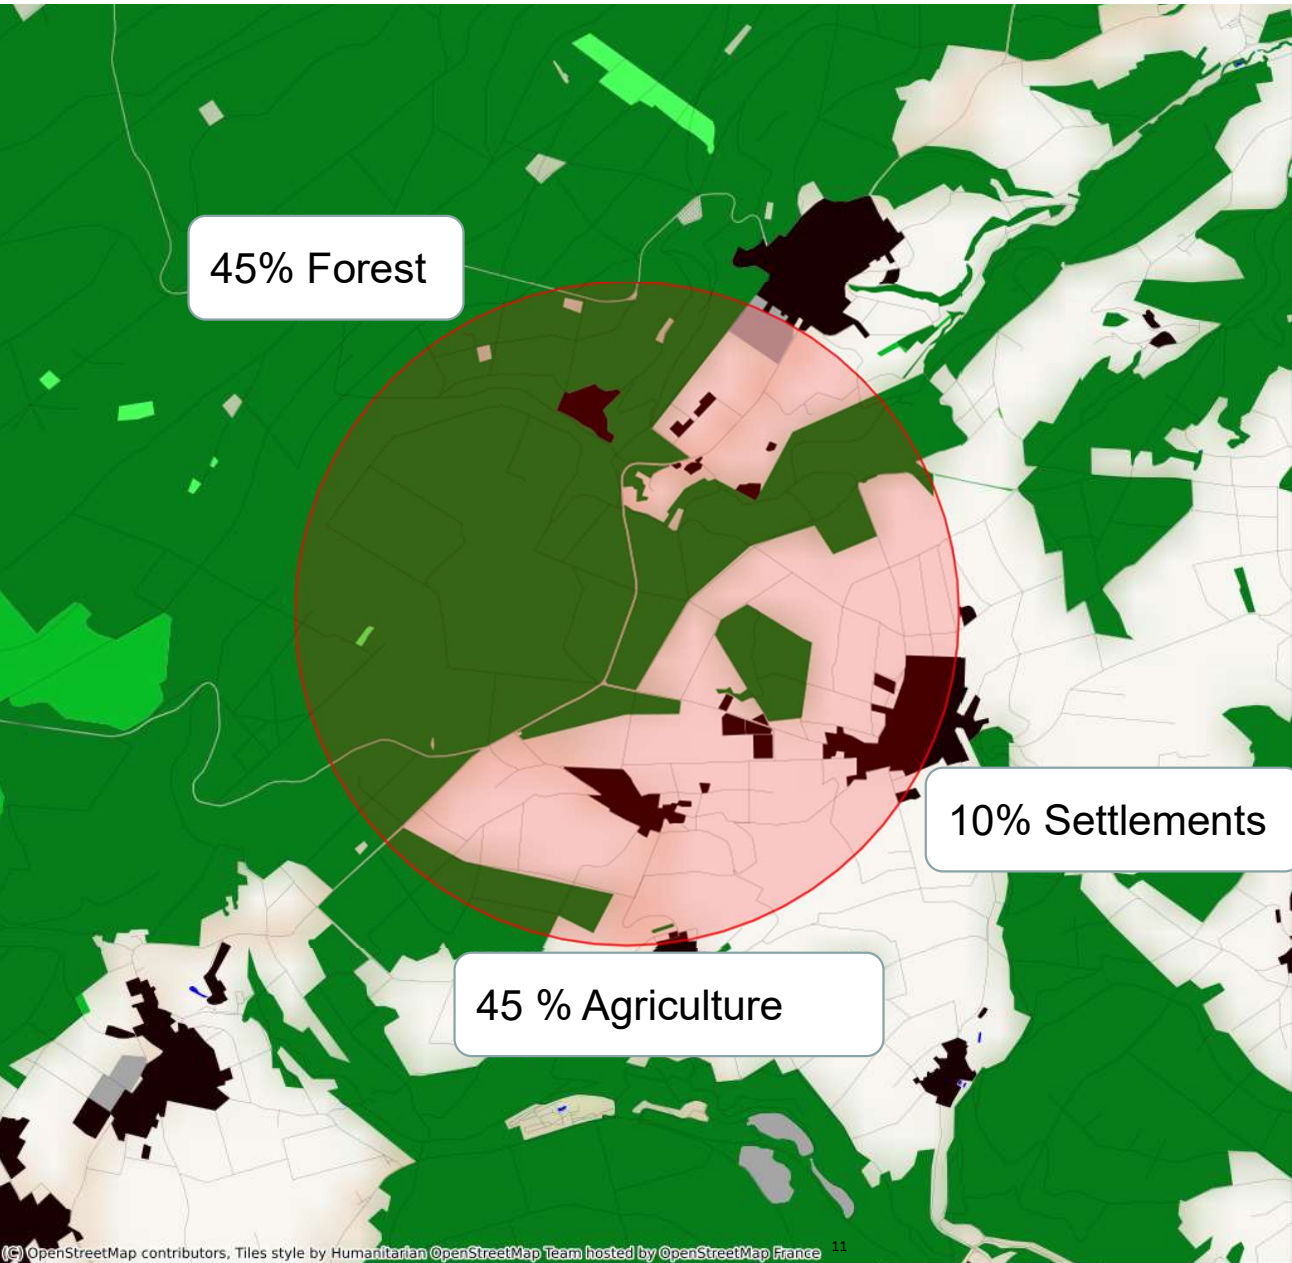 45% Forest
10% Settlements
45 % Agriculture
11
(C) OpenStreetMap contributors, Tiles style by Humanitarian OpenStreetMap Team hosted by OpenStreetMap France